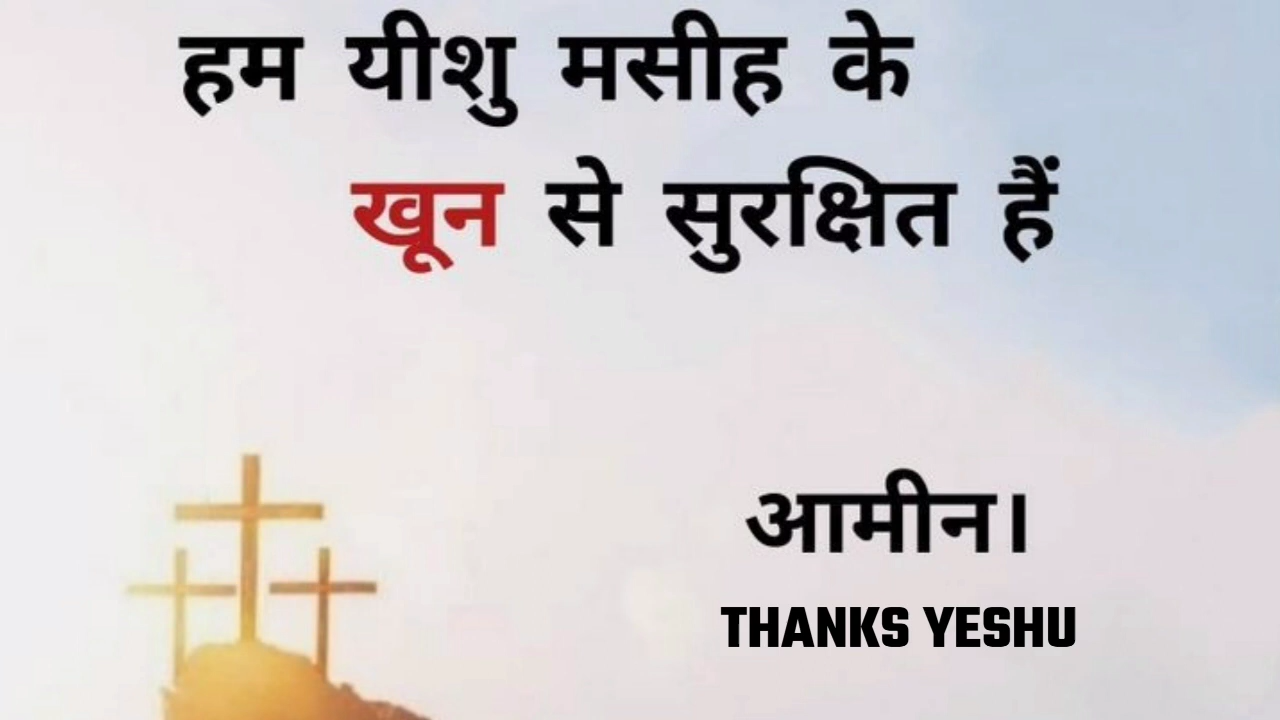 हम यीशु मसीह के
खून से सुरक्षित हैं
आमीन।
THANKS YESHU